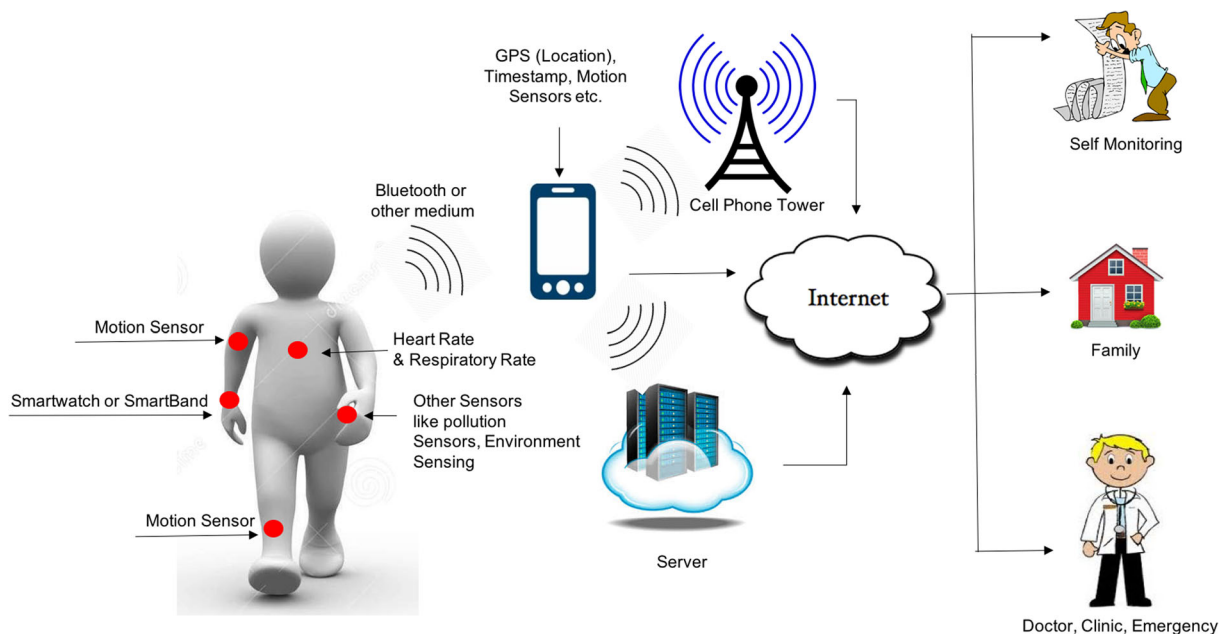 GPS (Location),
Timestamp, Motion
Sensors etc.
Bluetooth or
other medium
Cell Phone Tower
Self Monitoring
Internet
Motion Sensor
Heart Rate
& Respiratory Rate
Family
Smartwatch or SmartBand
Other Sensors
like pollution
Sensors, Environment
Sensing
Motion Sensor
Server
Doctor, Clinic, Emergency